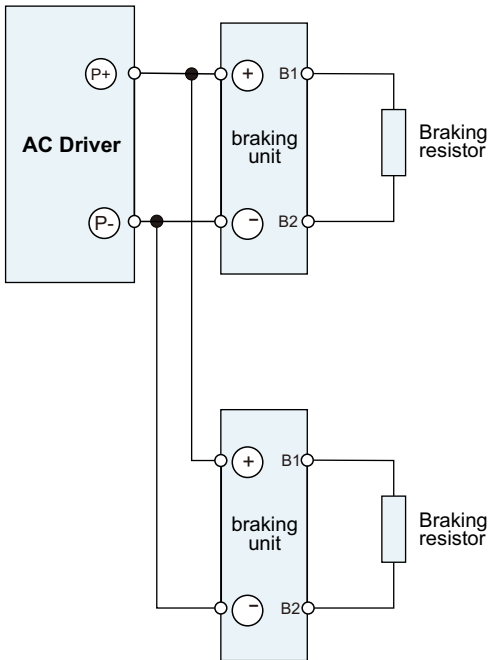 P+
+
B1
AC Driver
braking
unit
Braking
resistor
P-
-
B2
+
B1
braking
unit
Braking
resistor
-
B2